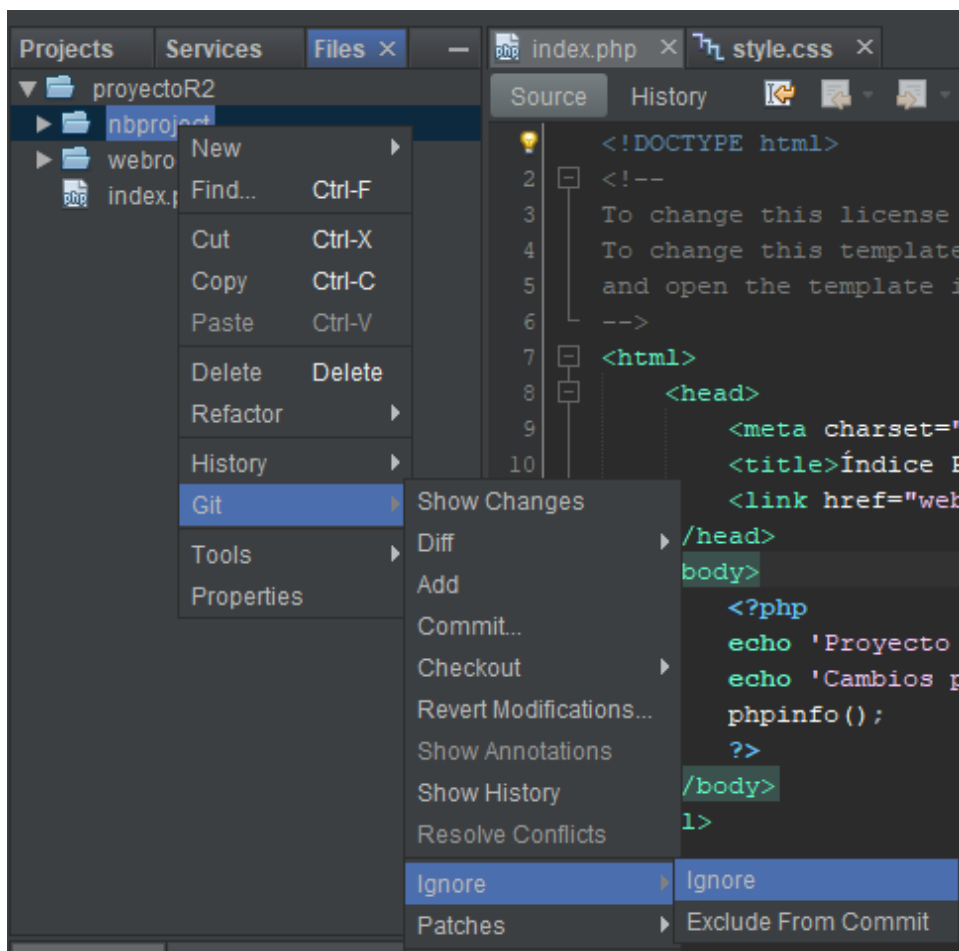 Projects
Services
Files ×
index.php ×
style.css ×
proyectoR2
nbproject
webro
index.p
Source
History
New
Find... Ctrl-F
Cut Ctrl-X
Copy Ctrl-C
Paste Ctrl-V
Delete Delete
Refactor
History
Git
Tools
Properties
Show Changes
Diff
Add
Commit...
Checkout
Revert Modifications...
Show Annotations
Show History
Resolve Conflicts
Ignore
Patches
Ignore
Exclude From Commit
<!DOCTYPE html>
2 <!--
3 To change this license
4 To change this template
5 and open the template i
6 -->
7 <html>
8 <head>
9 <meta charset="
10 <title>Índice P
<link href="web
/head>
body>
<?php
echo 'Proyecto
echo 'Cambios p
phpinfo();
?>
/body>
l>